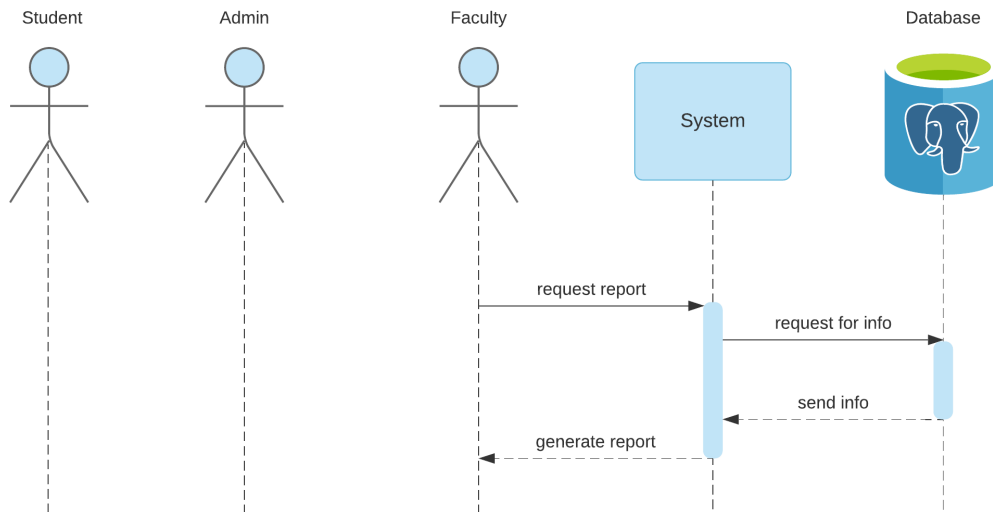 Student
Admin
Faculty
Database
System
request report
request for info
send info
generate report